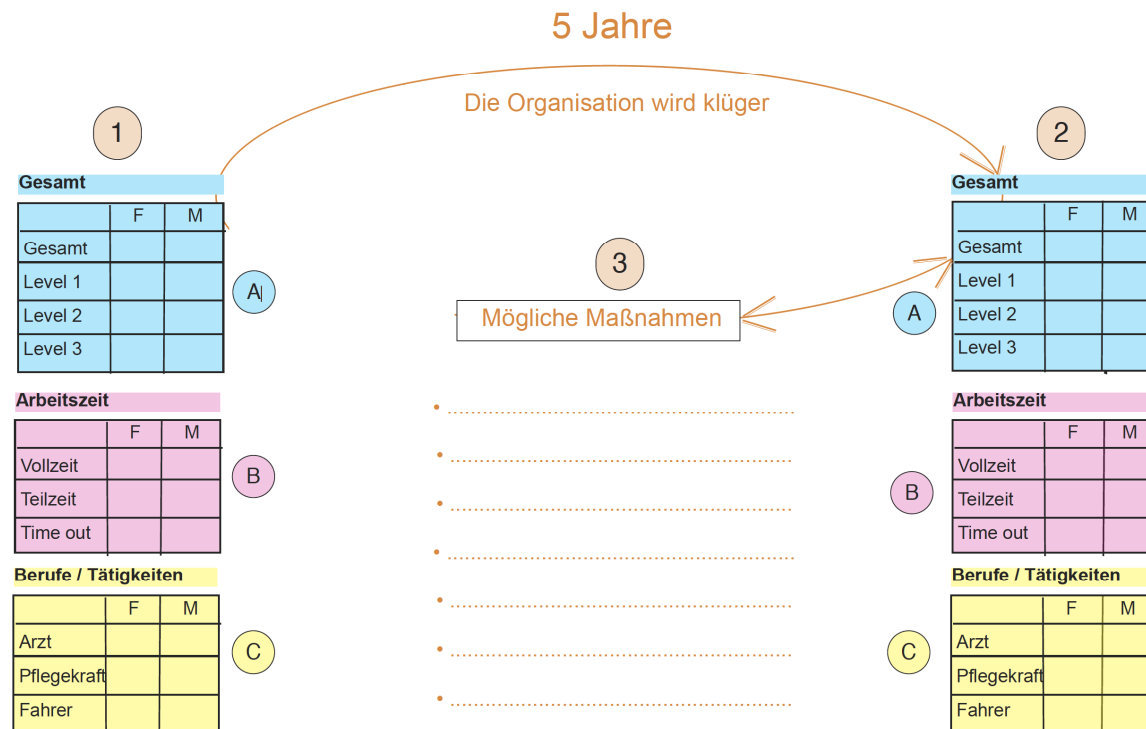 5 Jahre
Die Organisation wird klüger
1
Gesamt
F M
Gesamt
Level 1
Level 2
Level 3
A
Arbeitszeit
F M
Vollzeit
Teilzeit
Time out
B
Berufe / Tätigkeiten
F M
Arzt
Pflegekraft
Fahrer
C
3
Mögliche Maßnahmen
2
Gesamt
F M
Gesamt
Level 1
Level 2
Level 3
A
Arbeitszeit
F M
Vollzeit
Teilzeit
Time out
B
Berufe / Tätigkeiten
F M
Arzt
Pflegekraft
Fahrer
C